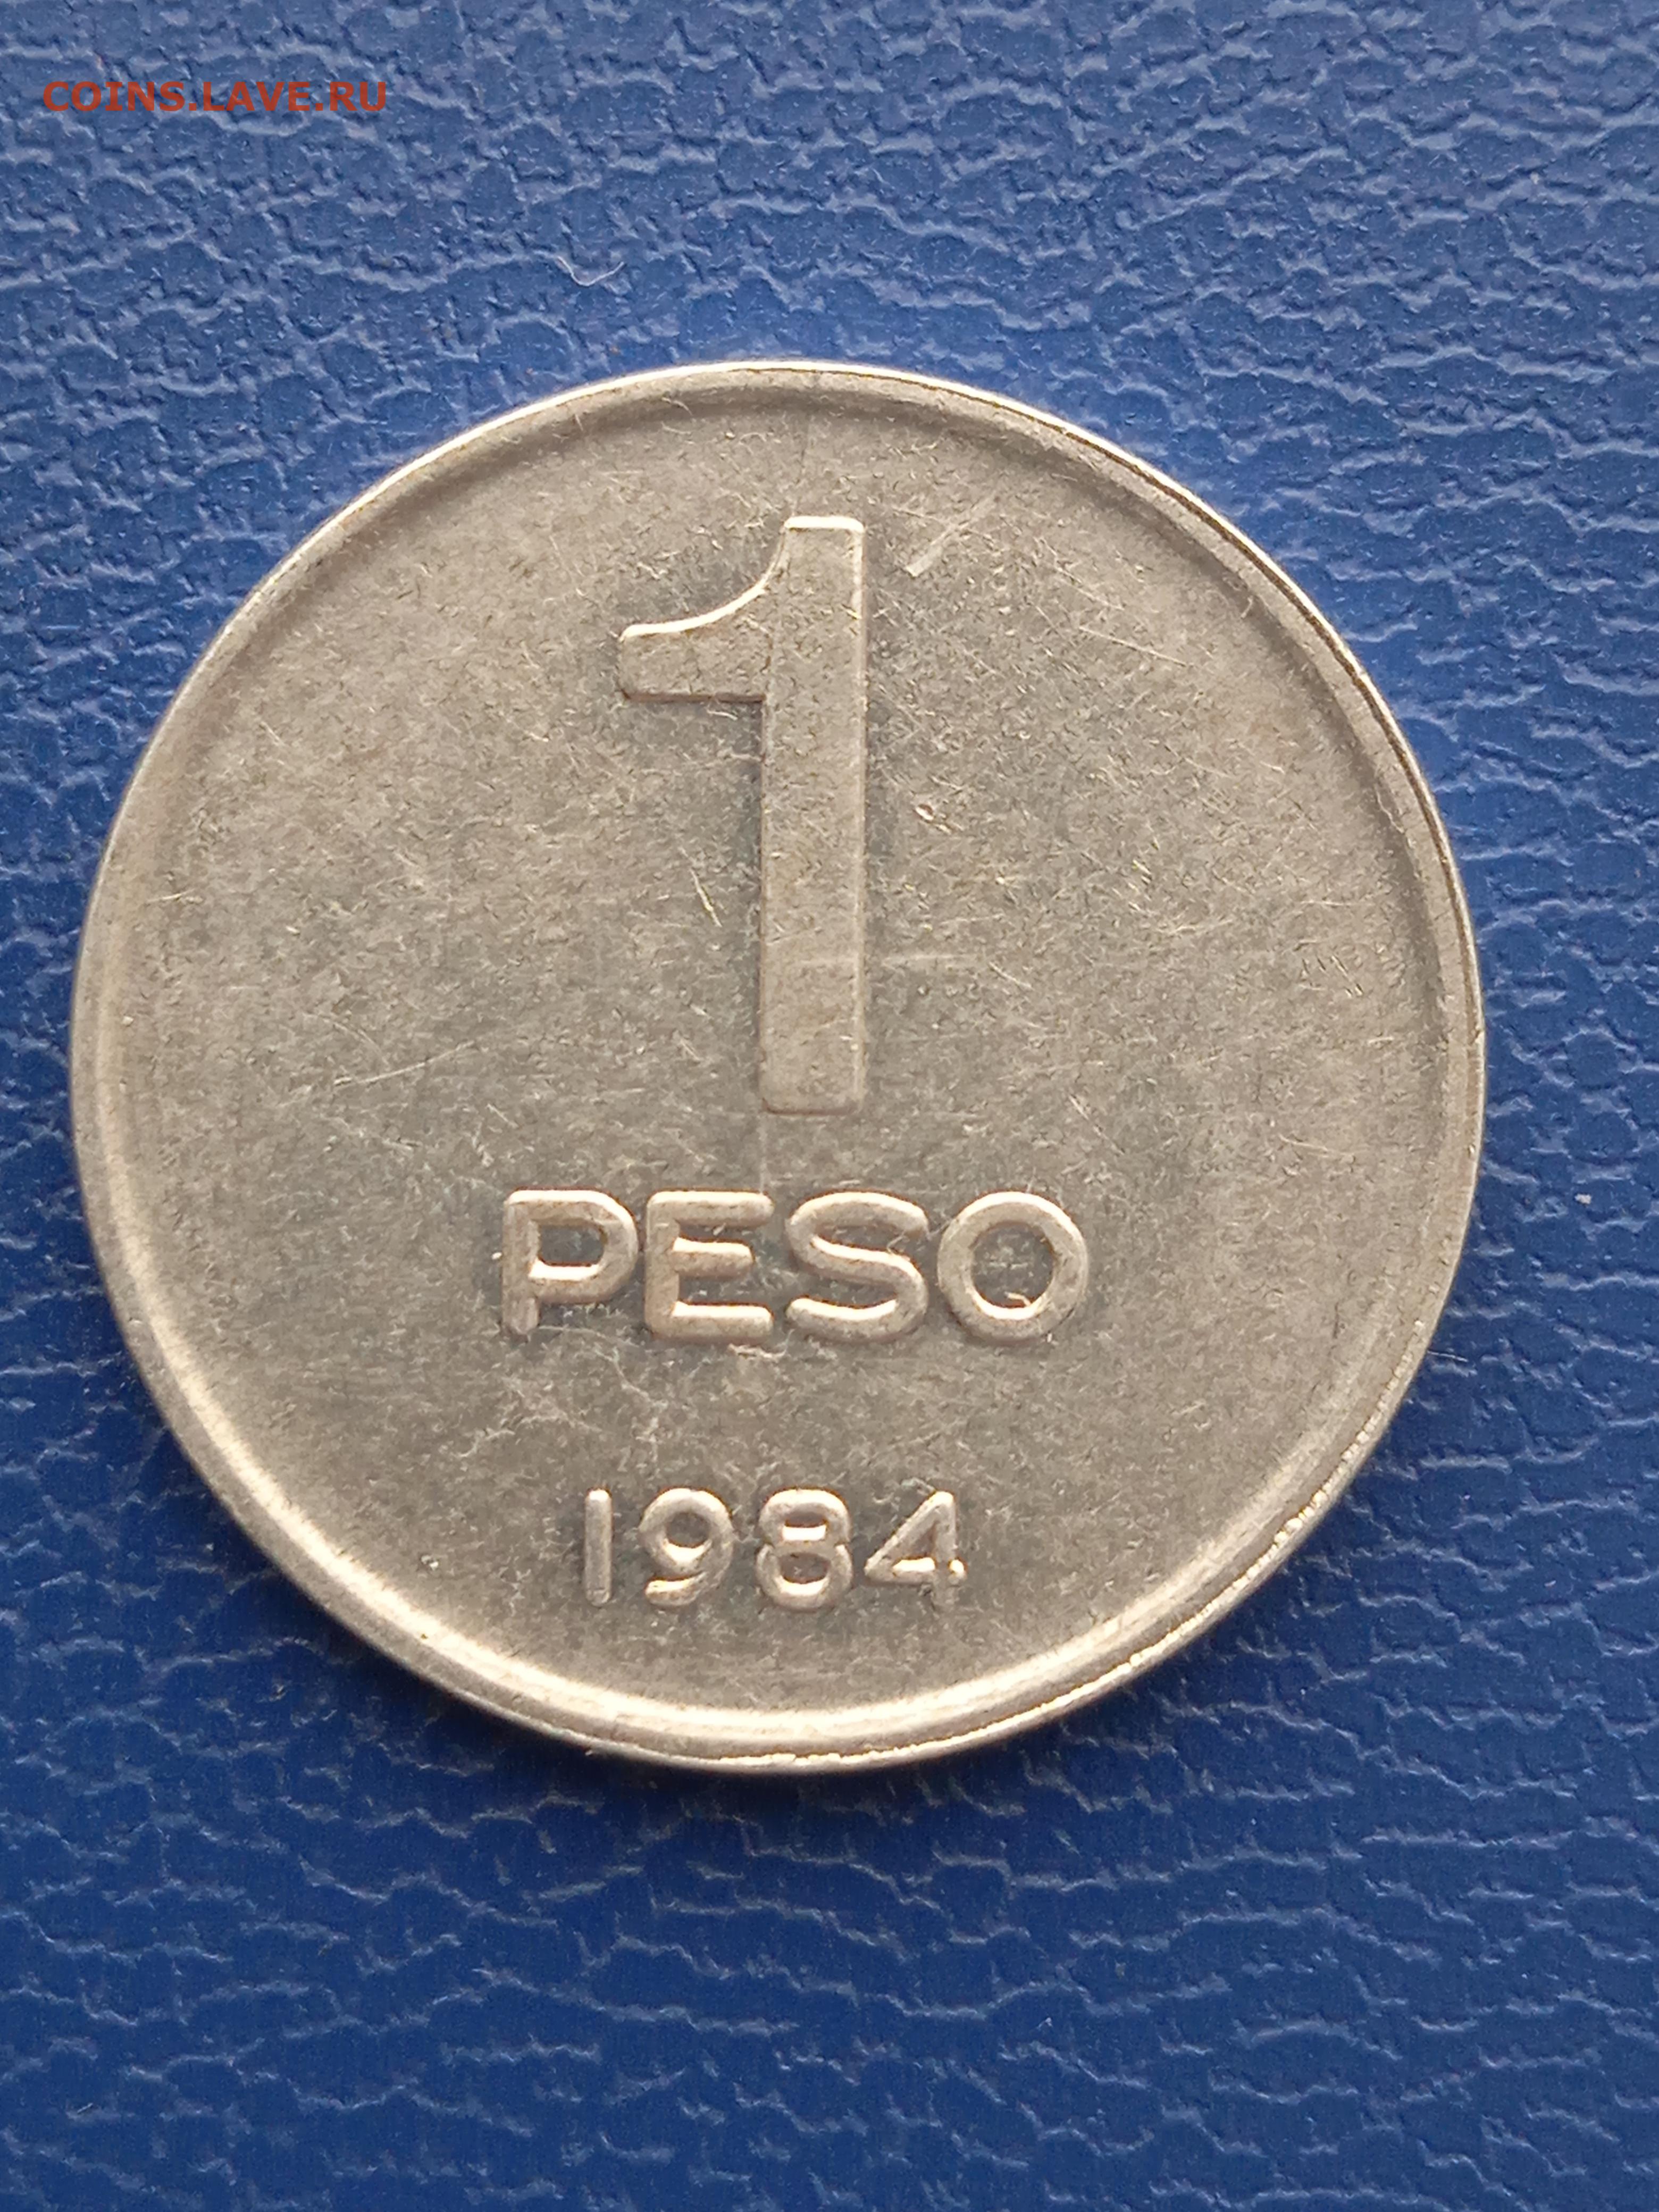 COINS.LAVE.RU
1
PESO
1984